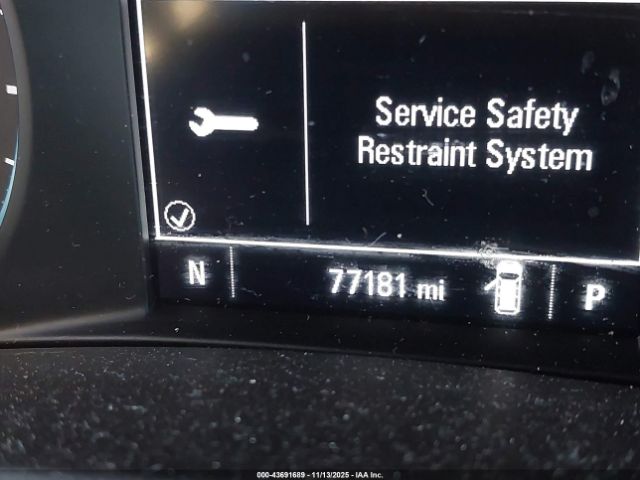 Service Safety
Restraint System
N 77181 mi P
000-43691689 - 11/13/2025 - IAA Inc.